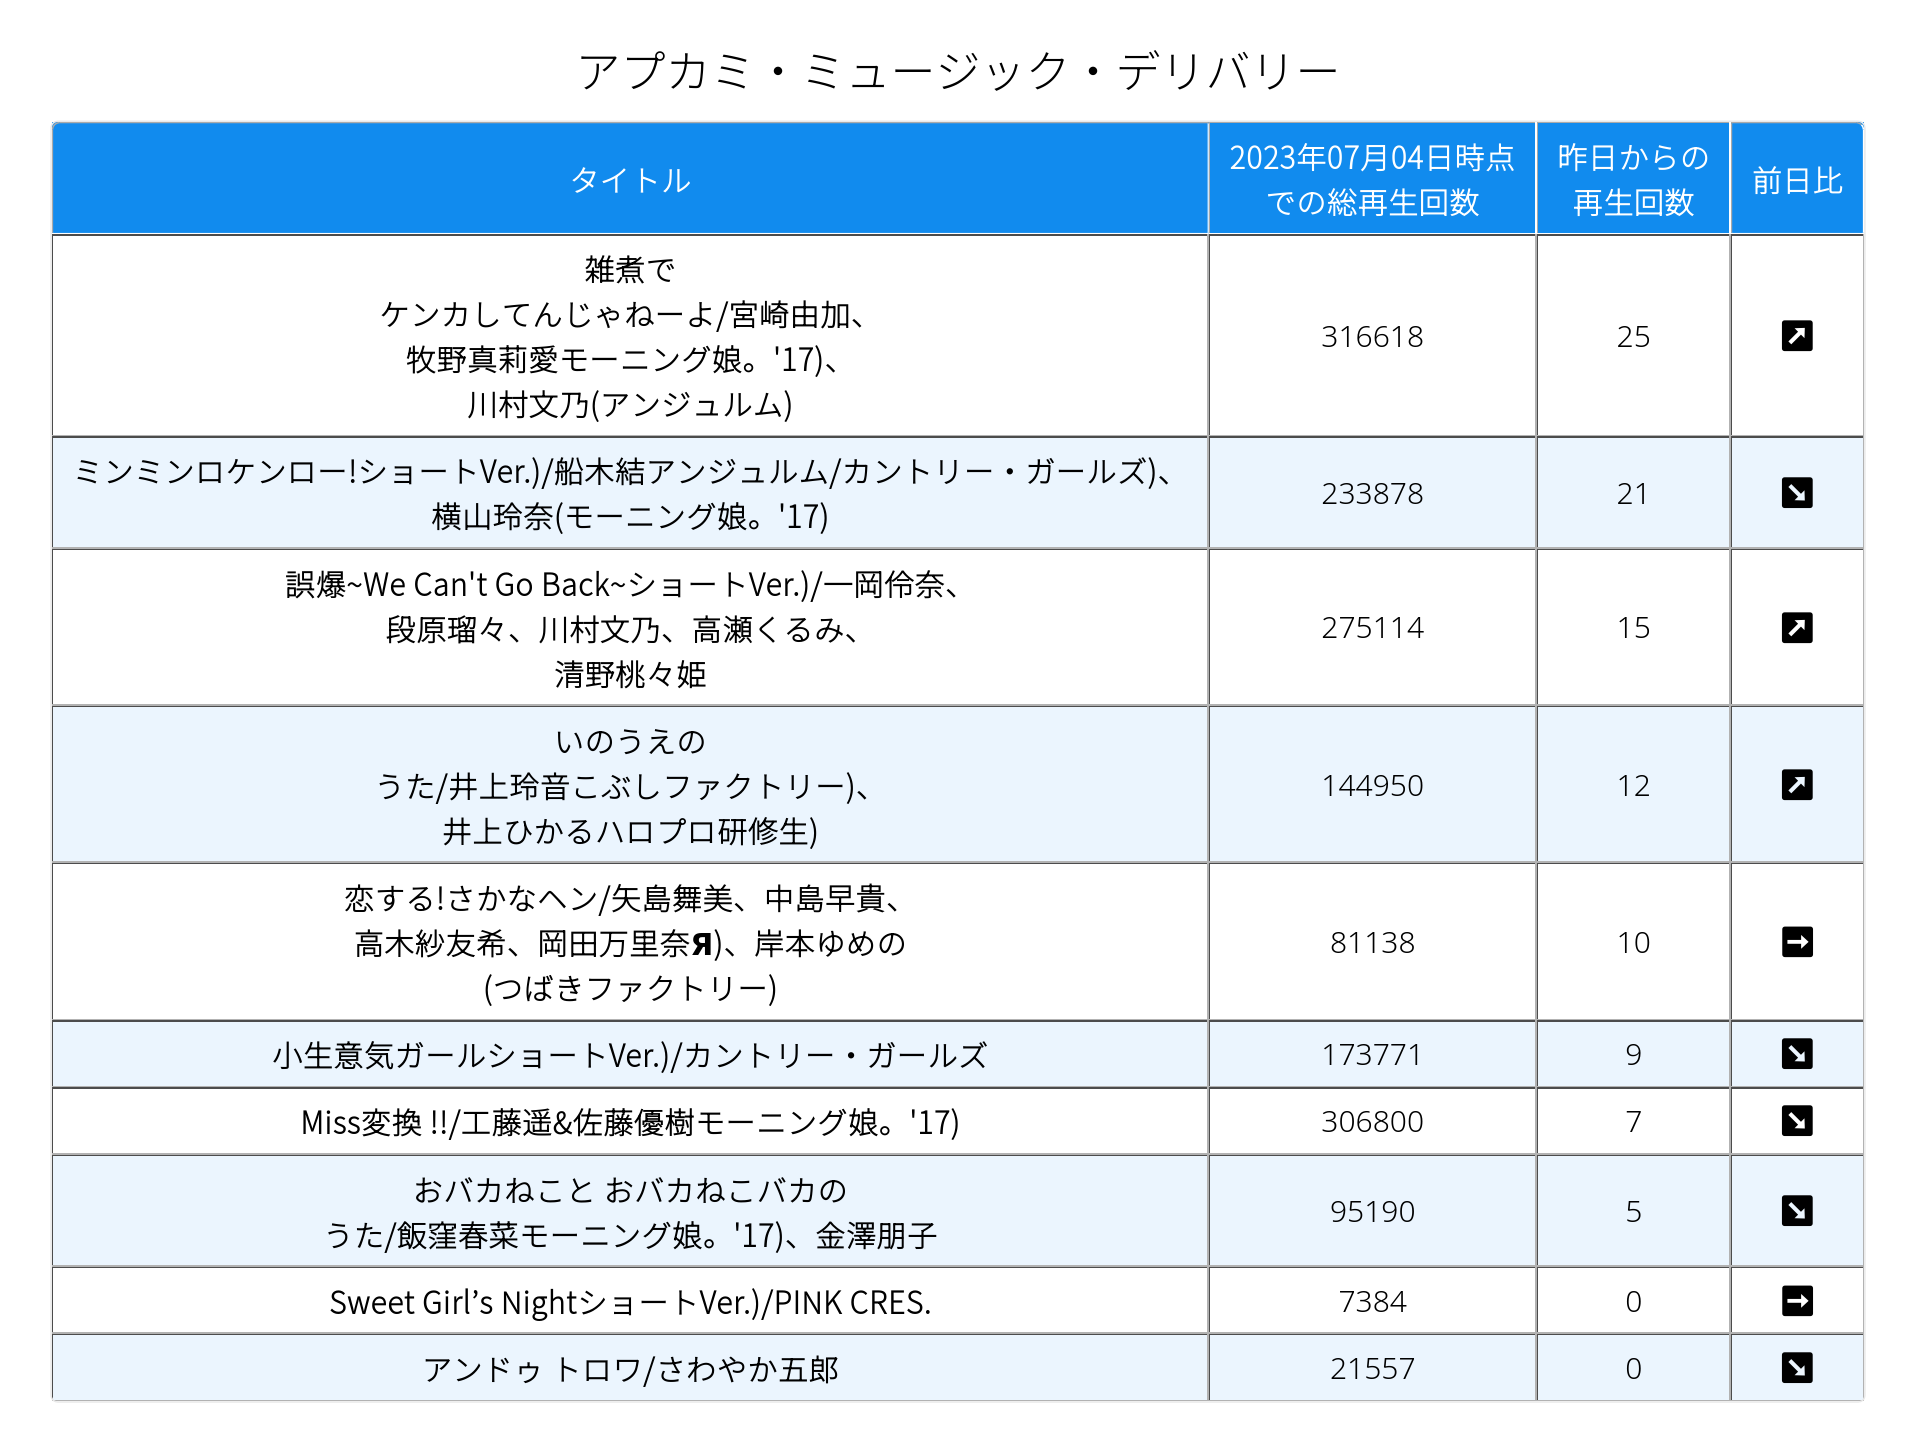 アプカミ・ミュージック・デリバリー
タイトル
2023年07月04日時点
での総再生回数
昨日からの
再生回数
前日比
雑煮で
ケンカしてんじゃねーよ/宮崎由加、
牧野真莉愛モーニング娘。'17)、
川村文乃(アンジュルム)
316618
25
ミンミンロケンロー!ショートVer.)/船木結アンジュルム/カントリー・ガールズ)、
横山玲奈(モーニング娘。'17)
233878
21
誤爆~We Can't Go Back~ショートVer.)/一岡伶奈、
段原瑠々、川村文乃、高瀬くるみ、
清野桃々姫
275114
15
いのうえの
うた/井上玲音こぶしファクトリー)、
井上ひかるハロプロ研修生)
144950
12
恋する!さかなヘン/矢島舞美、中島早貴、
高木紗友希、岡田万里奈Я)、岸本ゆめの
(つばきファクトリー)
81138
10
小生意気ガールショートVer.)/カントリー・ガールズ
173771
9
Miss変換 !!/工藤遥&佐藤優樹モーニング娘。'17)
306800
7
おバカねこと おバカねこバカの
うた/飯窪春菜モーニング娘。'17)、金澤朋子
95190
5
Sweet Girl’s NightショートVer.)/PINK CRES.
7384
0
アンドゥ トロワ/さわやか五郎
21557
0